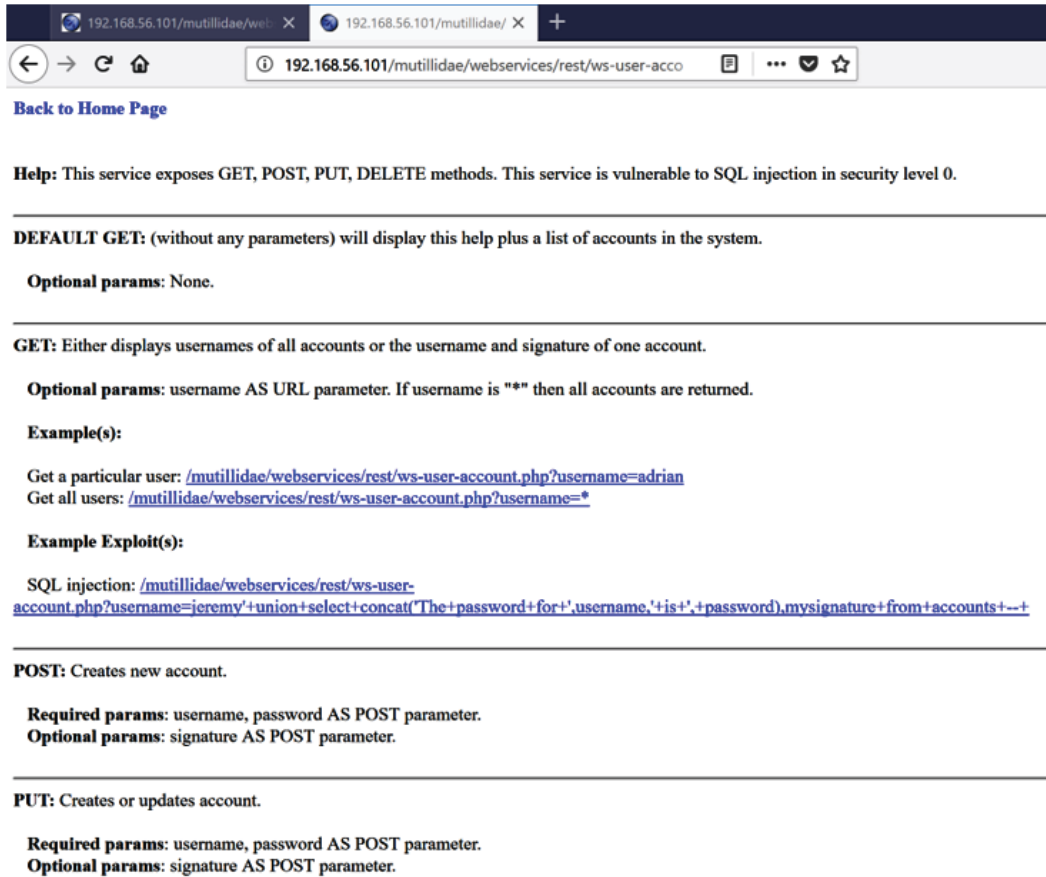 192.168.56.101/mutillidae/web
192.168.56.101/mutillidae/
192.168.56.101/mutillidae/webservices/rest/ws-user-acco
Back to Home Page
Help: This service exposes GET, POST, PUT, DELETE methods. This service is vulnerable to SQL injection in security level 0.
DEFAULT GET: (without any parameters) will display this help plus a list of accounts in the system.
Optional params: None.
GET: Either displays usernames of all accounts or the username and signature of one account.
Optional params: username AS URL parameter. If username is "*" then all accounts are returned.
Example(s):
Get a particular user: /mutillidae/webservices/rest/ws-user-account.php?username=adrian
Get all users: /mutillidae/webservices/rest/ws-user-account.php?username=*
Example Exploit(s):
SQL injection: /mutillidae/webservices/rest/ws-user-
account.php?username=jeremy'+union+select+concat('The+password+for+',username,'+is+',+password),mysignature+from+accounts+--+
POST: Creates new account.
Required params: username, password AS POST parameter.
Optional params: signature AS POST parameter.
PUT: Creates or updates account.
Required params: username, password AS POST parameter.
Optional params: signature AS POST parameter.